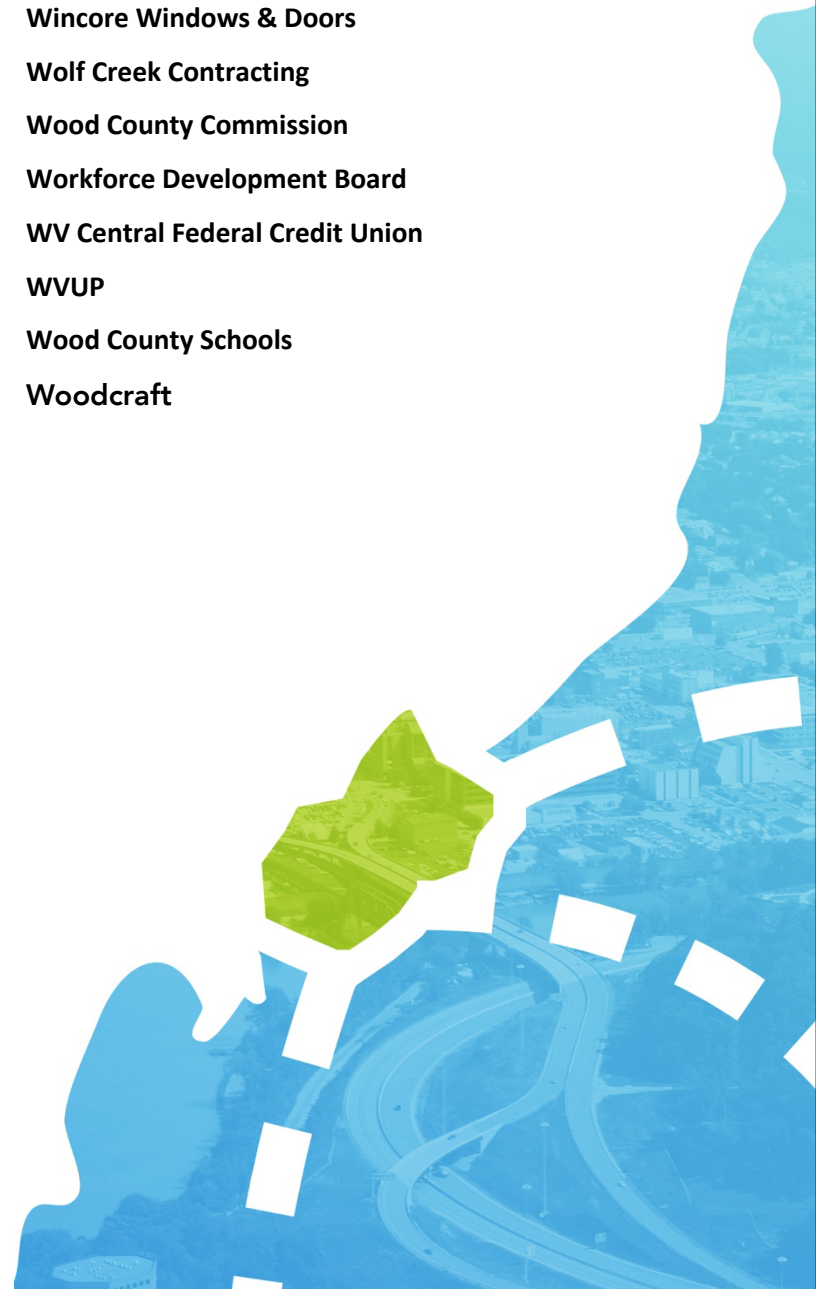 Wincore Windows & Doors
Wolf Creek Contracting
Wood County Commission
Workforce Development Board
WV Central Federal Credit Union
WVUP
Wood County Schools
Woodcraft